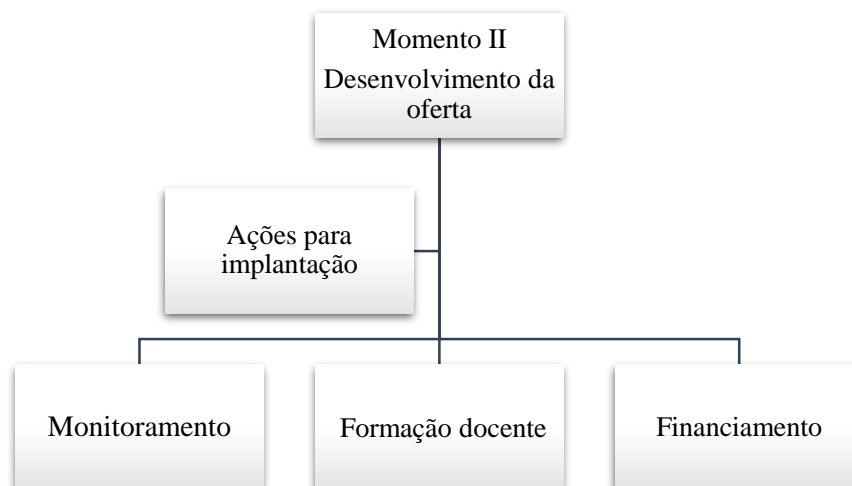 Momento II
Desenvolvimento da
oferta
Ações para
implantação
Monitoramento
Formação docente
Financiamento